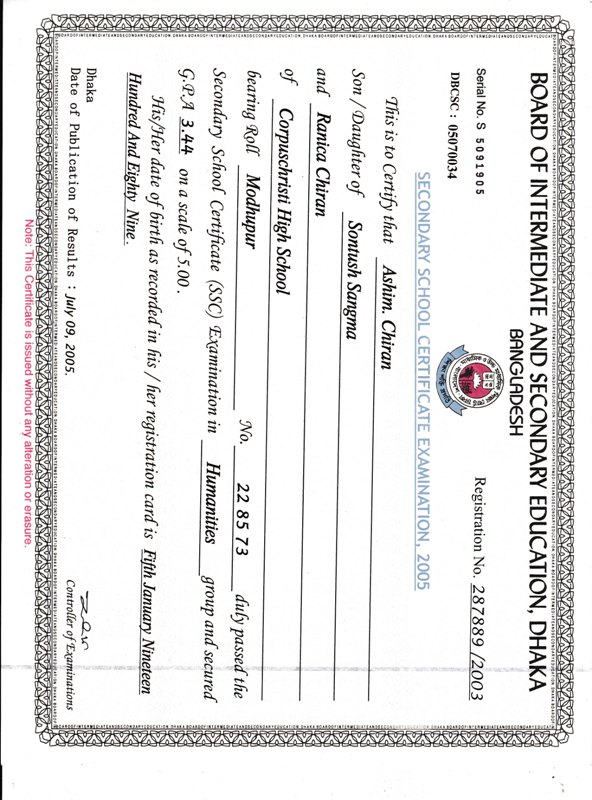 BOARD OF INTERMEDIATE AND SECONDARY EDUCATION, DHAKA
BANGLADESH
Serial No. S 5091905
Registration No. 287889 /2003
DBCSC : 05070034
SECONDARY SCHOOL CERTIFICATE EXAMINATION, 2005
This is to Certify that Ashim. Chiran
Son / Daughter of Sontush Sangma
and Ranica Chiran
of Corpuschristi High School
bearing Roll Modhupur No. 22 85 73 duly passed the
Secondary School Certificate (SSC) Examination in Humanities group and secured
G.P.A 3.44 on a scale of 5.00 .
His/Her date of birth as recorded in his / her registration card is Fifth January Nineteen
Hundred And Eighty Nine .
Dhaka
Date of Publication of Results : July 09, 2005.
Controller of Examinations
Note: This Certificate is issued without any alteration or erasure.